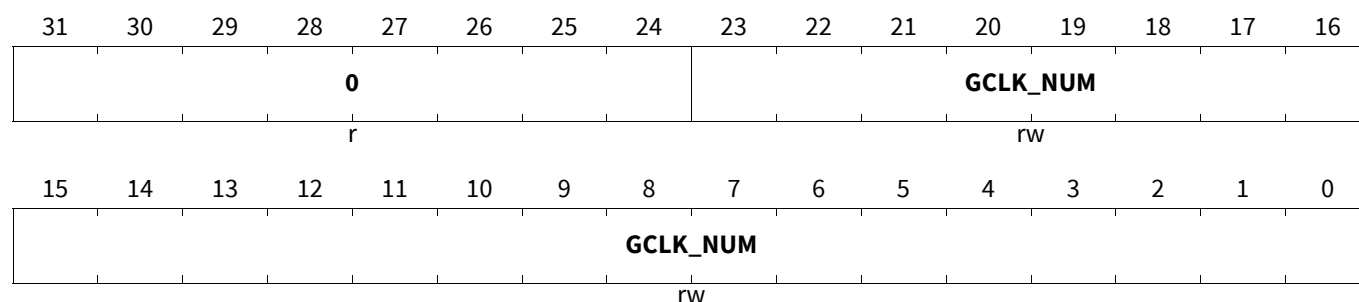 31 30 29 28 27 26 25 24 23 22 21 20 19 18 17 16
0 GCLK_NUM
r rw
15 14 13 12 11 10 9 8 7 6 5 4 3 2 1 0
GCLK_NUM
rw